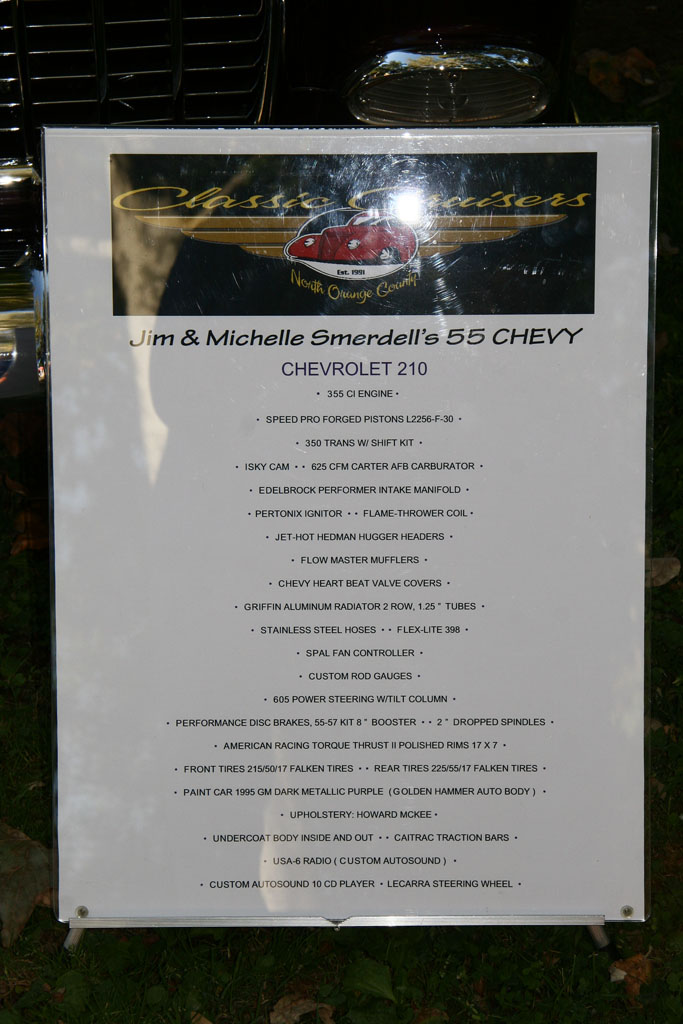 Classic Cruisers
Est. 1991
North Orange County
Jim & Michelle Smerdell's 55 CHEVY
CHEVROLET 210
• 355 CI ENGINE •
• SPEED PRO FORGED PISTONS L2256-F-30 •
• 350 TRANS W/ SHIFT KIT •
• ISKY CAM • • 625 CFM CARTER AFB CARBURATOR •
• EDELBROCK PERFORMER INTAKE MANIFOLD •
• PERTONIX IGNITOR • • FLAME-THROWER COIL •
• JET-HOT HEDMAN HUGGER HEADERS •
• FLOW MASTER MUFFLERS •
• CHEVY HEART BEAT VALVE COVERS •
• GRIFFIN ALUMINUM RADIATOR 2 ROW, 1.25 " TUBES •
• STAINLESS STEEL HOSES • • FLEX-LITE 398 •
• SPAL FAN CONTROLLER •
• CUSTOM ROD GAUGES •
• 605 POWER STEERING W/TILT COLUMN •
• PERFORMANCE DISC BRAKES, 55-57 KIT 8 " BOOSTER • • 2 " DROPPED SPINDLES •
• AMERICAN RACING TORQUE THRUST II POLISHED RIMS 17 X 7 •
• FRONT TIRES 215/50/17 FALKEN TIRES • • REAR TIRES 225/55/17 FALKEN TIRES •
• PAINT CAR 1995 GM DARK METALLIC PURPLE ( GOLDEN HAMMER AUTO BODY ) •
• UPHOLSTERY: HOWARD MCKEE •
• UNDERCOAT BODY INSIDE AND OUT • • CAITRAC TRACTION BARS •
• USA-6 RADIO ( CUSTOM AUTOSOUND ) •
• CUSTOM AUTOSOUND 10 CD PLAYER • LECARRA STEERING WHEEL •